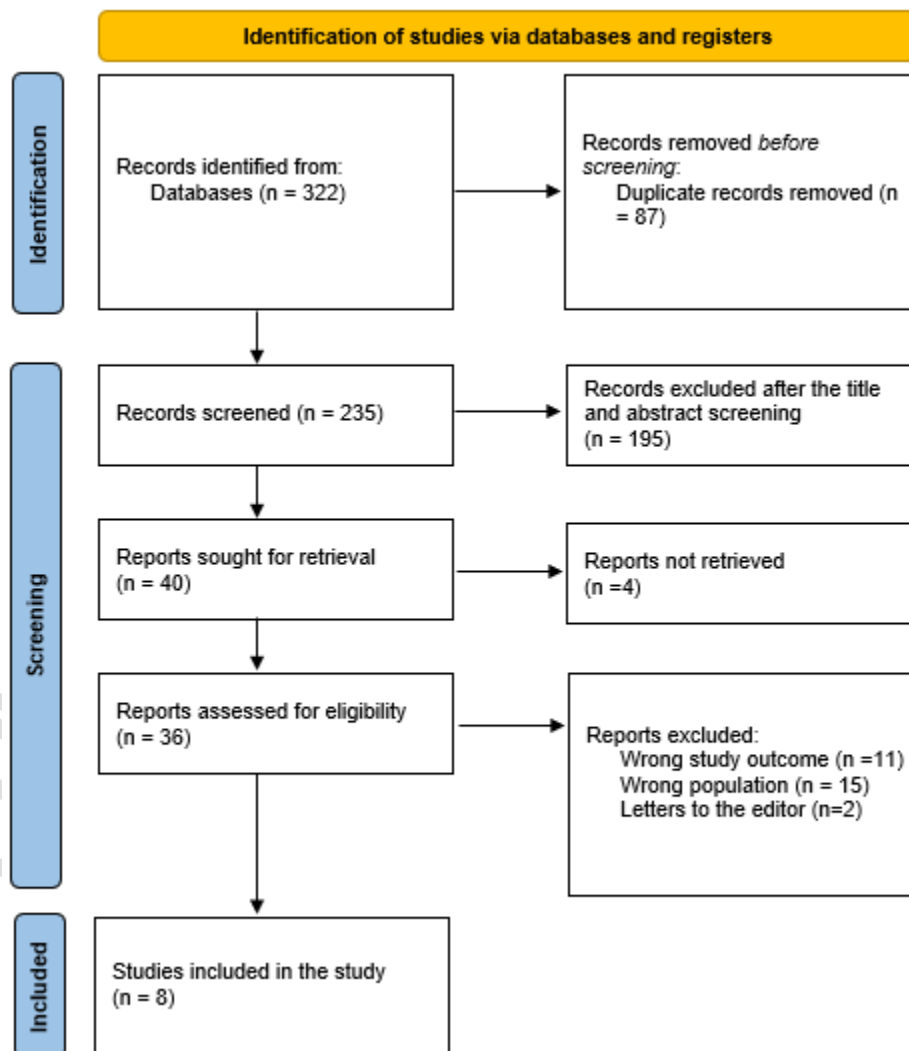 Identification of studies via databases and registers
Identification
Records identified from:
Databases (n = 322)
Records removed before
screening:
Duplicate records removed (n
= 87)
Screening
Records screened (n = 235)
Records excluded after the title
and abstract screening
(n = 195)
Reports sought for retrieval
(n = 40)
Reports not retrieved
(n =4)
Reports assessed for eligibility
(n = 36)
Reports excluded:
Wrong study outcome (n =11)
Wrong population (n = 15)
Letters to the editor (n=2)
Included
Studies included in the study
(n = 8)